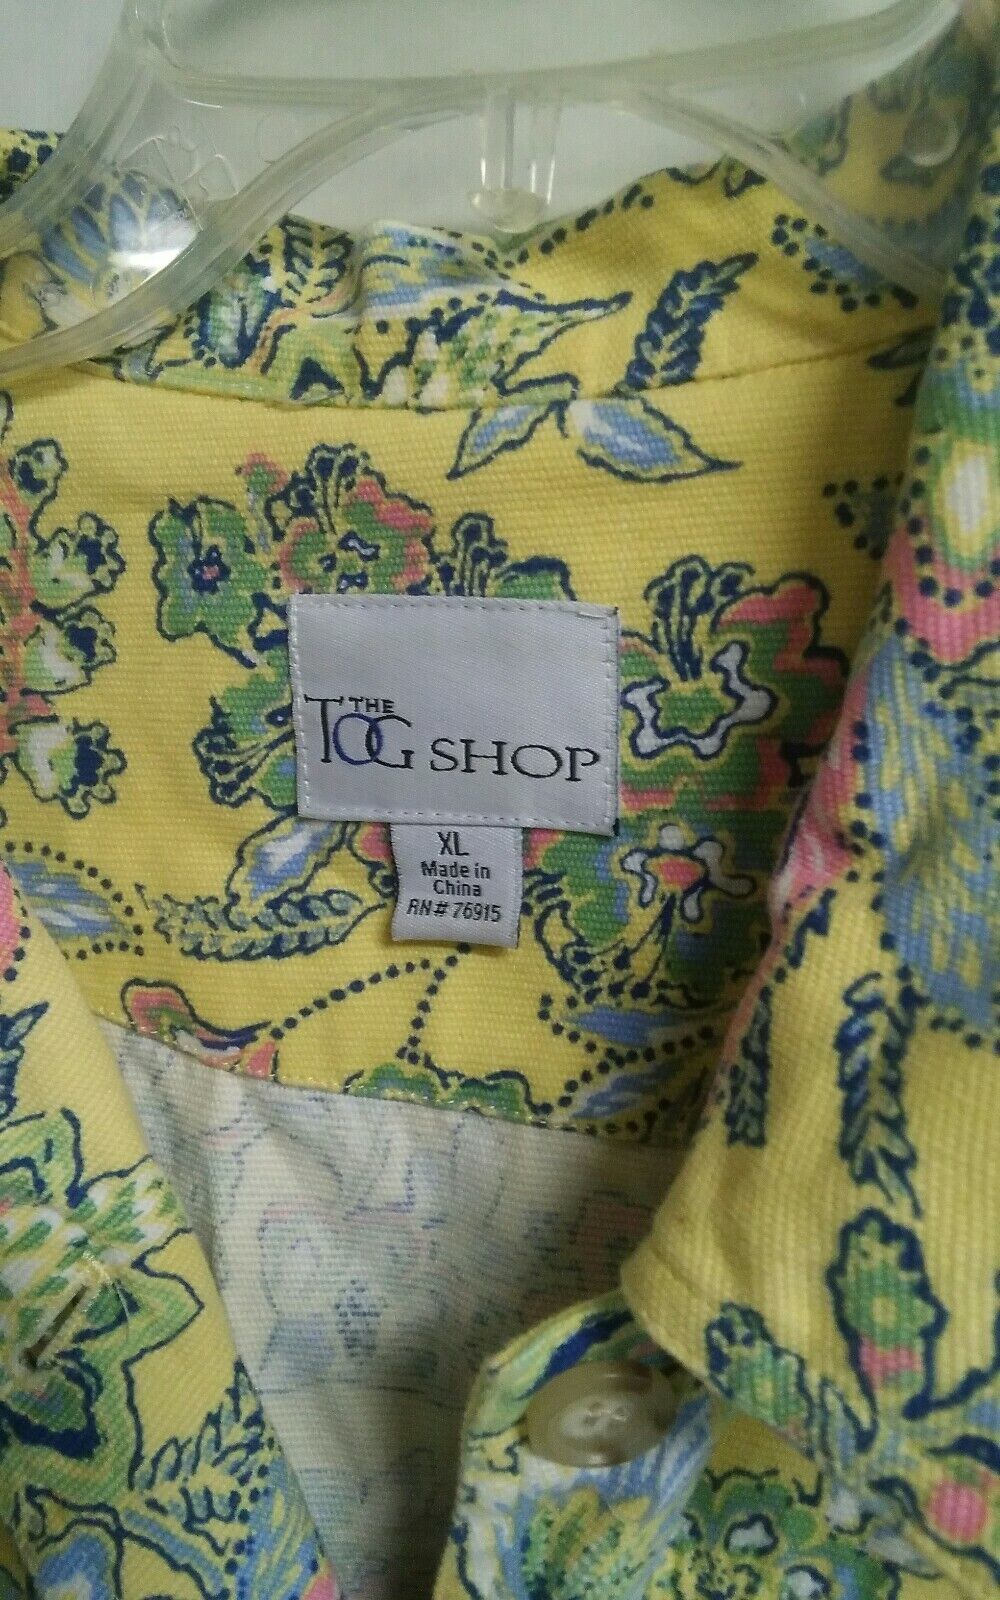 THE
TOG SHOP
XL
Made in
China
RN# 76915